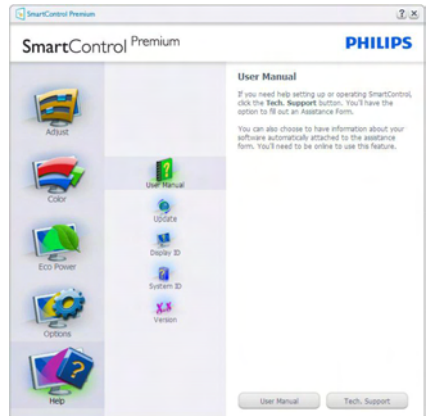 SmartControl Premium
SmartControl Premium
PHILIPS
Adjust
Color
Eco Power
Options
Help
User Manual
Update
Display ID
System ID
Version
User Manual
If you need help setting up or operating SmartControl,
click the Tech. Support button. You'll have the
option to fill out an Assistance Form.
You can also choose to have information about your
software automatically attached to the assistance
form. You'll need to be online to use this feature.
User Manual
Tech. Support